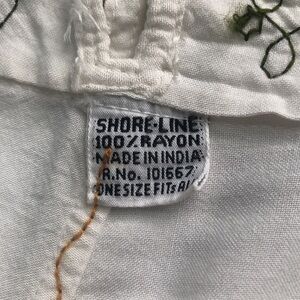 SHORE·LINE
100% RAYON
MADE IN INDIA
R.No. 101667
ONE SIZE FITS ALL